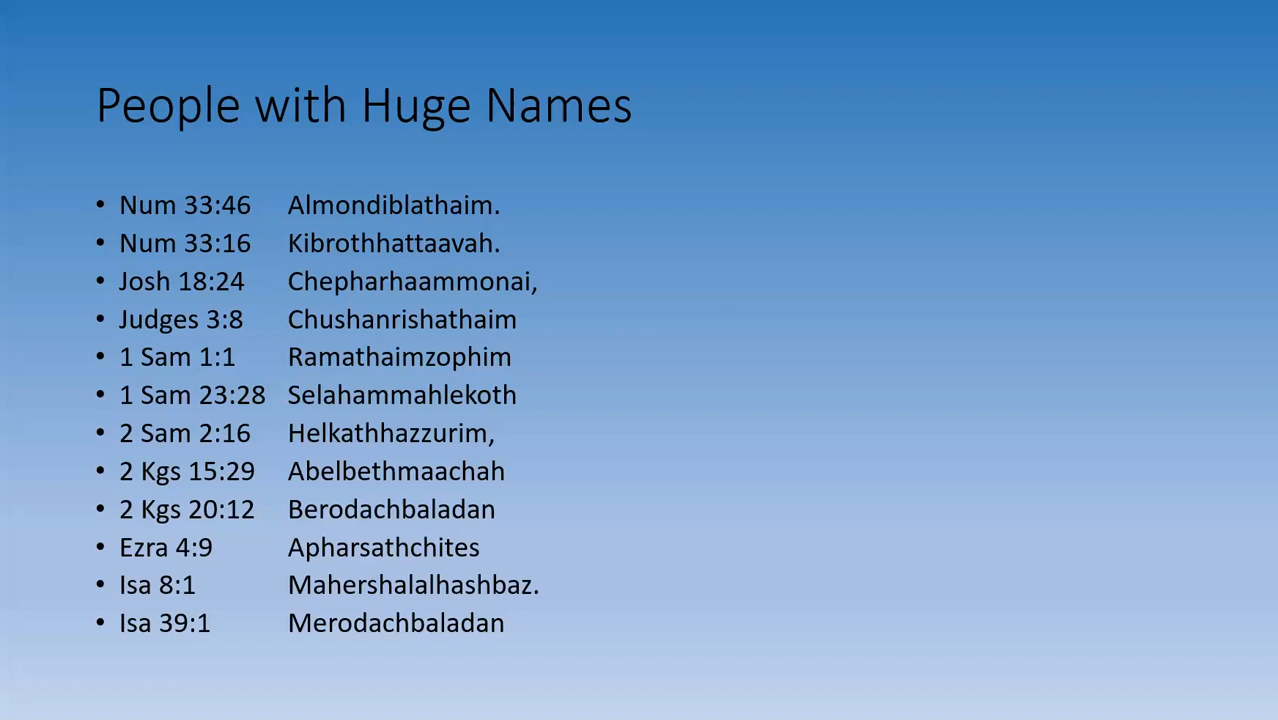 People with Huge Names
• Num 33:46 Almondiblathaim.
• Num 33:16 Kibrothhattaavah.
• Josh 18:24 Chepharhaammonai,
• Judges 3:8 Chushanrishathaim
• 1 Sam 1:1 Ramathaimzophim
• 1 Sam 23:28 Selahammahlekoth
• 2 Sam 2:16 Helkathhazzurim,
• 2 Kgs 15:29 Abelbethmaachah
• 2 Kgs 20:12 Berodachbaladan
• Ezra 4:9 Apharsathchites
• Isa 8:1 Mahershalalhashbaz.
• Isa 39:1 Merodachbaladan